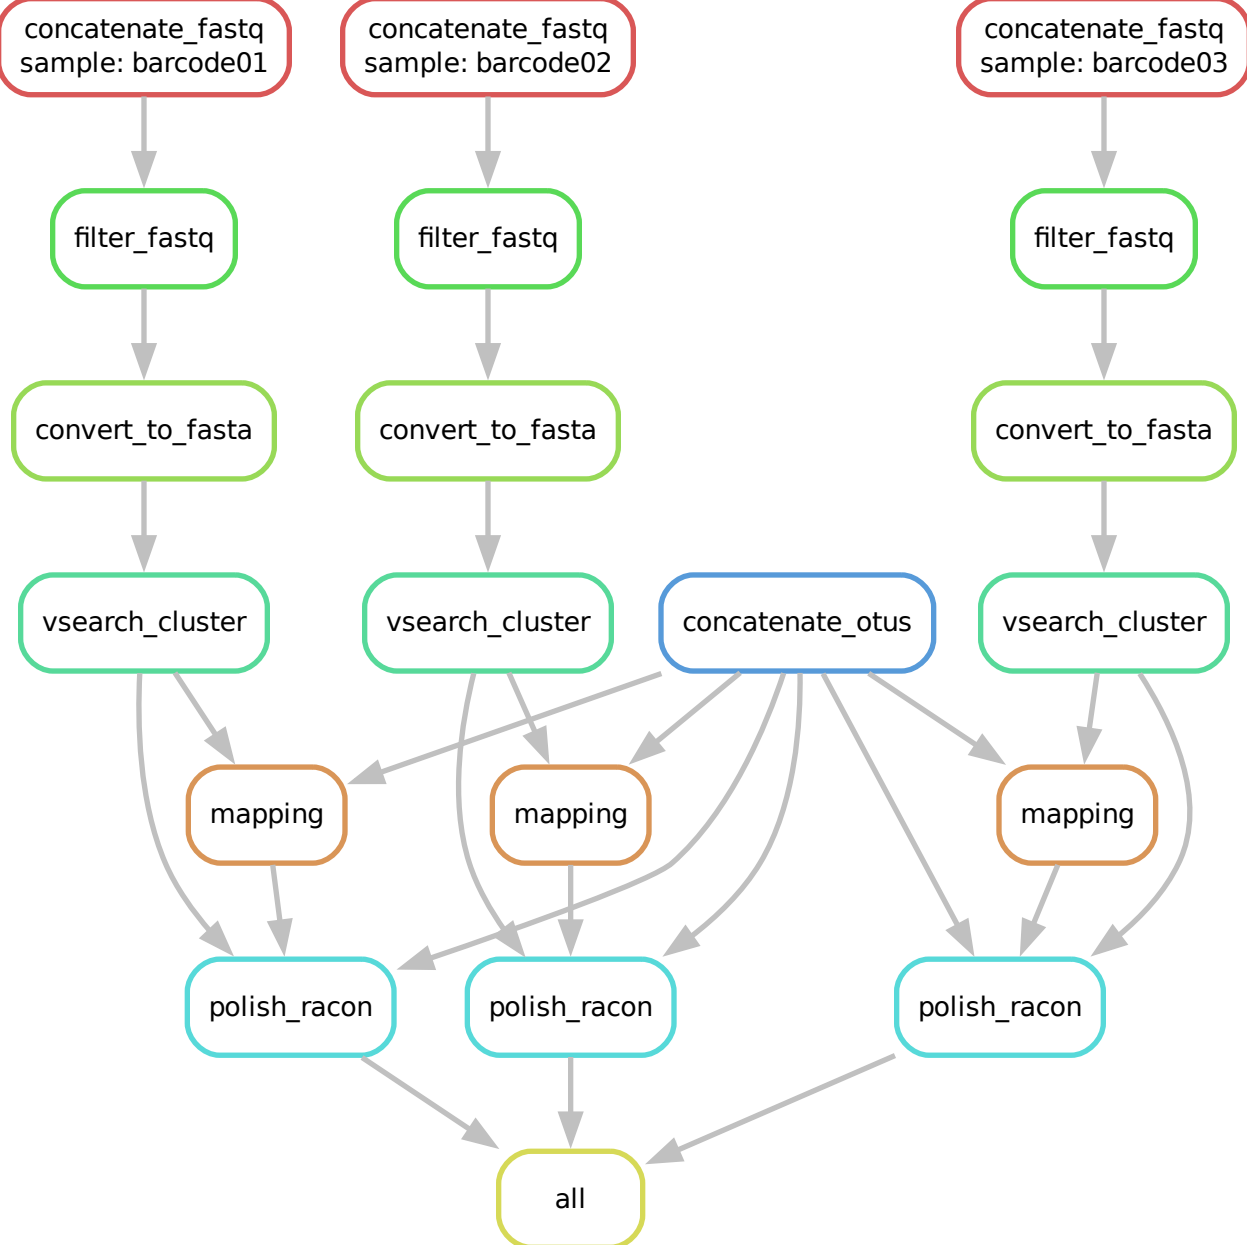 concatenate_fastq
sample: barcode01
concatenate_fastq
sample: barcode02
concatenate_fastq
sample: barcode03
filter_fastq
filter_fastq
filter_fastq
convert_to_fasta
convert_to_fasta
convert_to_fasta
vsearch_cluster
vsearch_cluster
concatenate_otus
vsearch_cluster
mapping
mapping
mapping
polish_racon
polish_racon
polish_racon
all